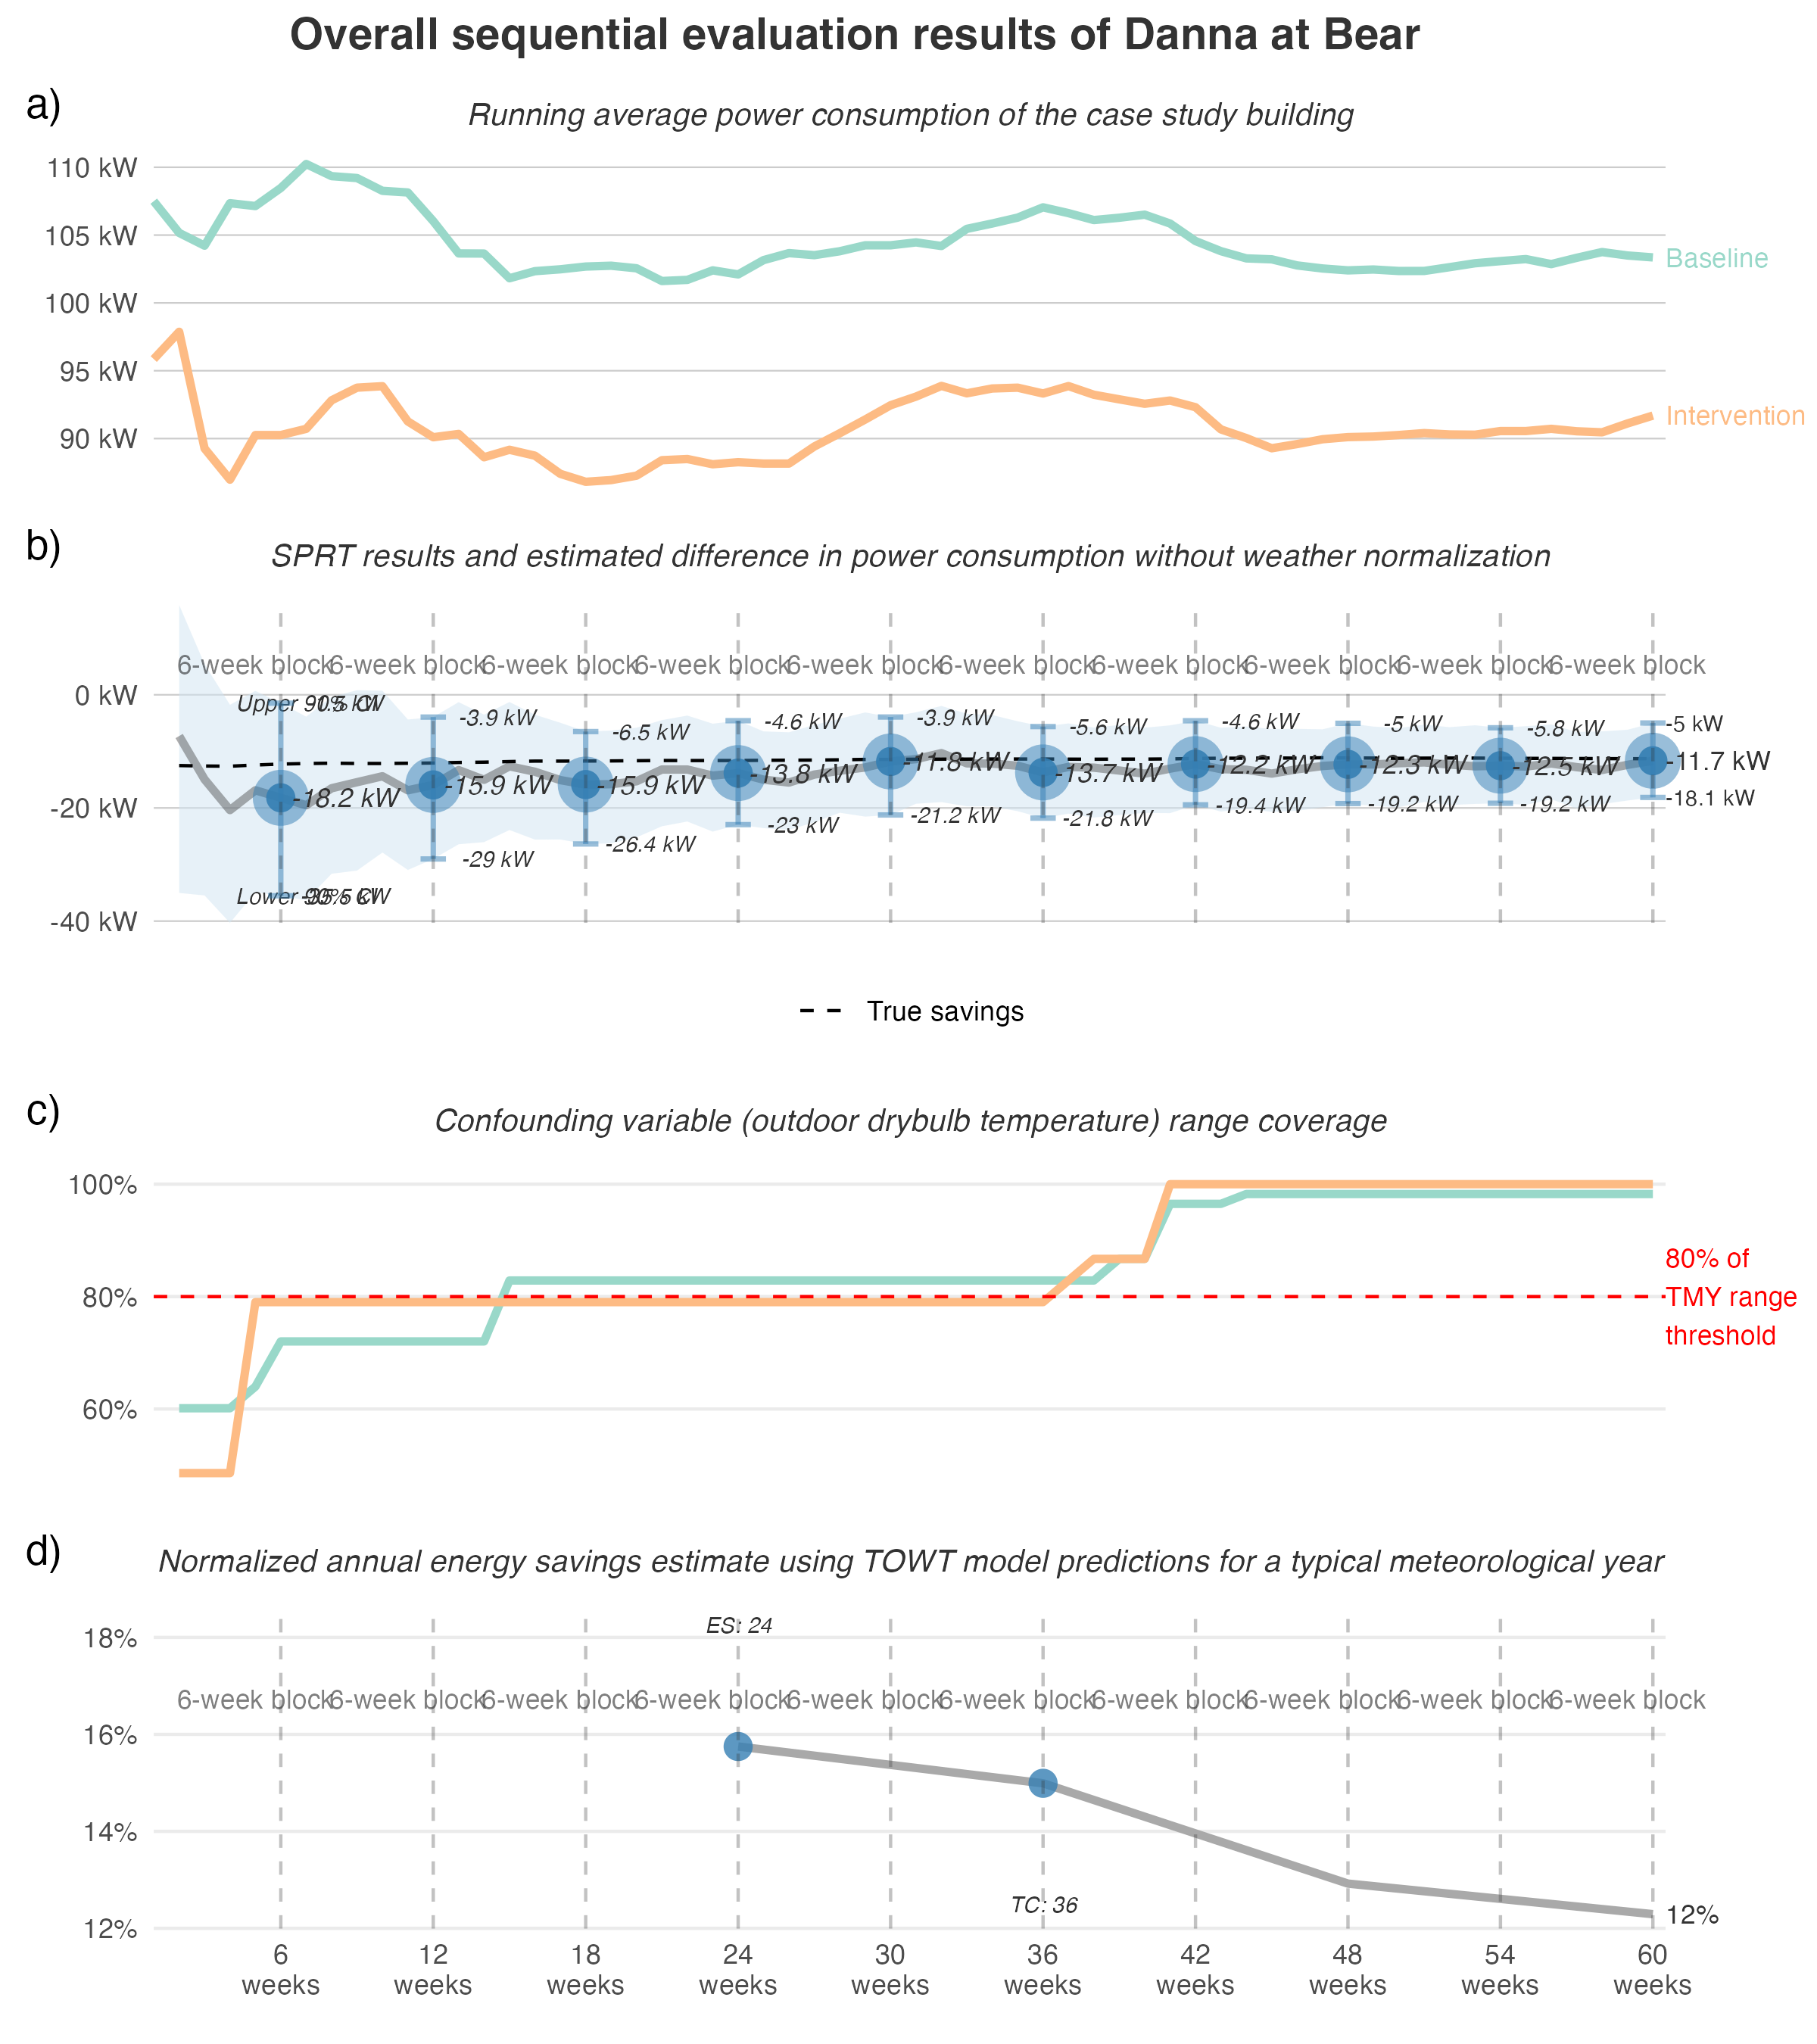 Overall sequential evaluation results of Danna at Bear
a)
Running average power consumption of the case study building
110 kW
105 kW
100 kW
95 kW
90 kW
Baseline
Intervention
b)
SPRT results and estimated difference in power consumption without weather normalization
6-week block 6-week block 6-week block 6-week block 6-week block 6-week block 6-week block 6-week block 6-week block 6-week block
0 kW
-20 kW
-40 kW
Upper 90% CI -1.5 kW
-3.9 kW
-6.5 kW
-4.6 kW
-3.9 kW
-5.6 kW
-4.6 kW
-5 kW
-5.8 kW
-5 kW
-18.2 kW
-15.9 kW
-15.9 kW
-13.8 kW
-11.8 kW
-13.7 kW
-12.2 kW
-12.3 kW
-12.5 kW
-11.7 kW
Lower 90% CI -35.5 kW
-29 kW
-26.4 kW
-23 kW
-21.2 kW
-21.8 kW
-19.4 kW
-19.2 kW
-19.2 kW
-18.1 kW
True savings
c)
Confounding variable (outdoor drybulb temperature) range coverage
100%
80%
60%
80% of
TMY range
threshold
d)
Normalized annual energy savings estimate using TOWT model predictions for a typical meteorological year
18%
16%
14%
12%
ES: 24
6-week block 6-week block 6-week block 6-week block 6-week block 6-week block 6-week block 6-week block 6-week block 6-week block
TC: 36
12%
6 12 18 24 30 36 42 48 54 60
weeks weeks weeks weeks weeks weeks weeks weeks weeks weeks